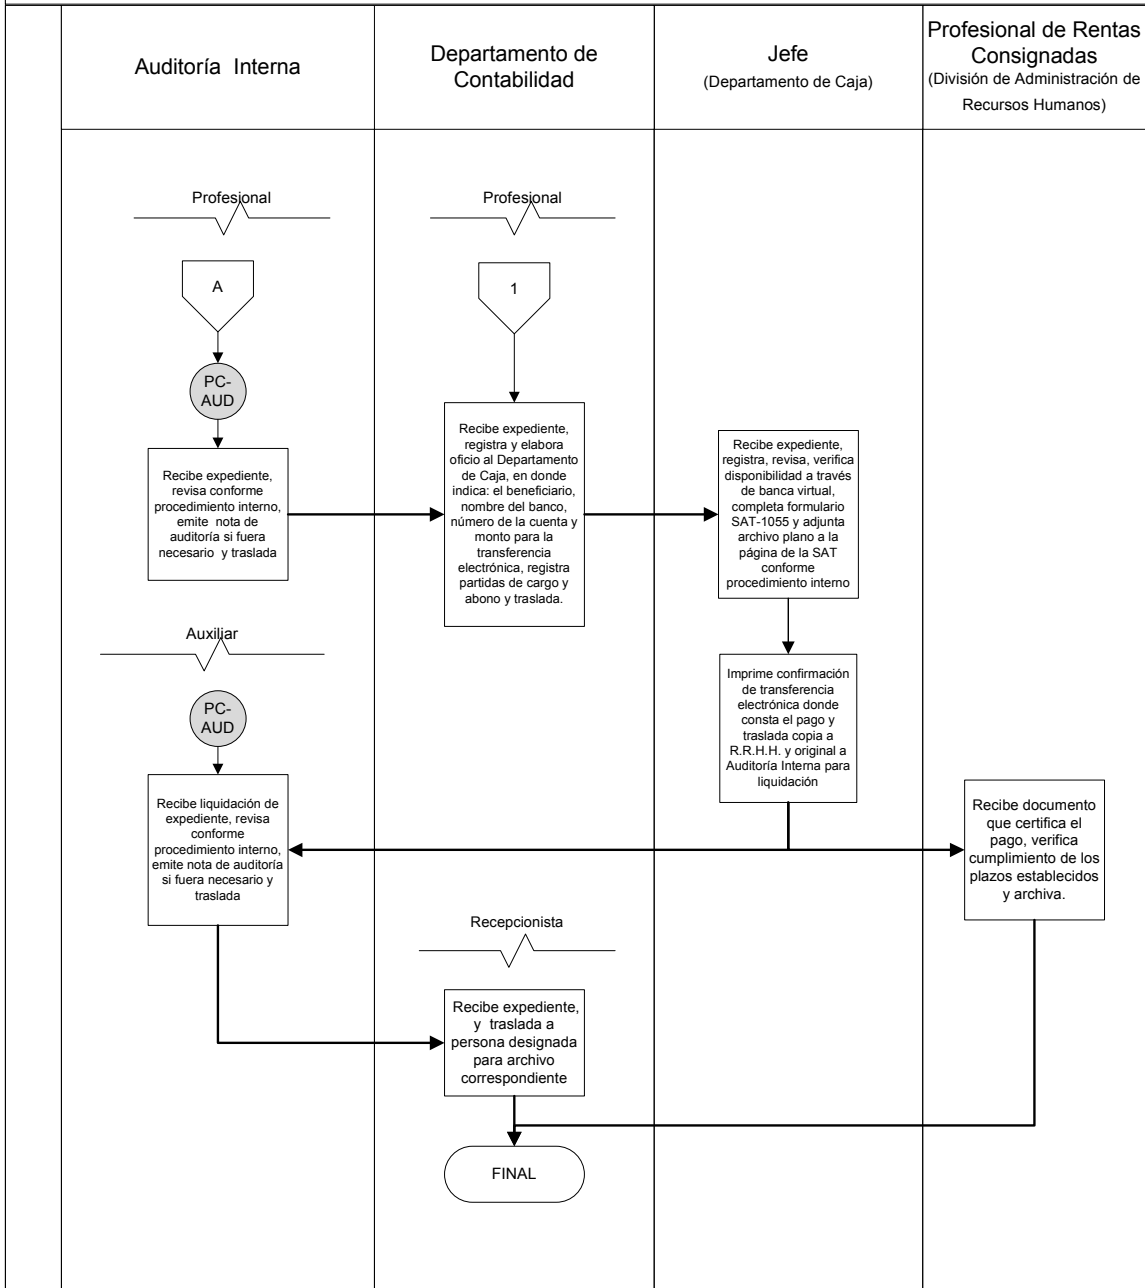 Auditoría Interna
Departamento de
Contabilidad
Jefe
(Departamento de Caja)
Profesional de Rentas
Consignadas
(División de Administración de
Recursos Humanos)
Profesional
A
PC-
AUD
Recibe expediente,
revisa conforme
procedimiento interno,
emite nota de
auditoría si fuera
necesario y traslada
Profesional
1
Recibe expediente,
registra y elabora
oficio al Departamento
de Caja, en donde
indica: el beneficiario,
nombre del banco,
número de la cuenta y
monto para la
transferencia
electrónica, registra
partidas de cargo y
abono y traslada.
Recibe expediente,
registra, revisa, verifica
disponibilidad a través
de banca virtual,
completa formulario
SAT-1055 y adjunta
archivo plano a la
página de la SAT
conforme
procedimiento interno
Imprime confirmación
de transferencia
electrónica donde
consta el pago y
traslada copia a
R.R.H.H. y original a
Auditoría Interna para
liquidación
Auxiliar
PC-
AUD
Recibe liquidación de
expediente, revisa
conforme
procedimiento interno,
emite nota de auditoría
si fuera necesario y
traslada
Recibe documento
que certifica el
pago, verifica
cumplimiento de los
plazos establecidos
y archiva.
Recepcionista
Recibe expediente,
y traslada a
persona designada
para archivo
correspondiente
FINAL